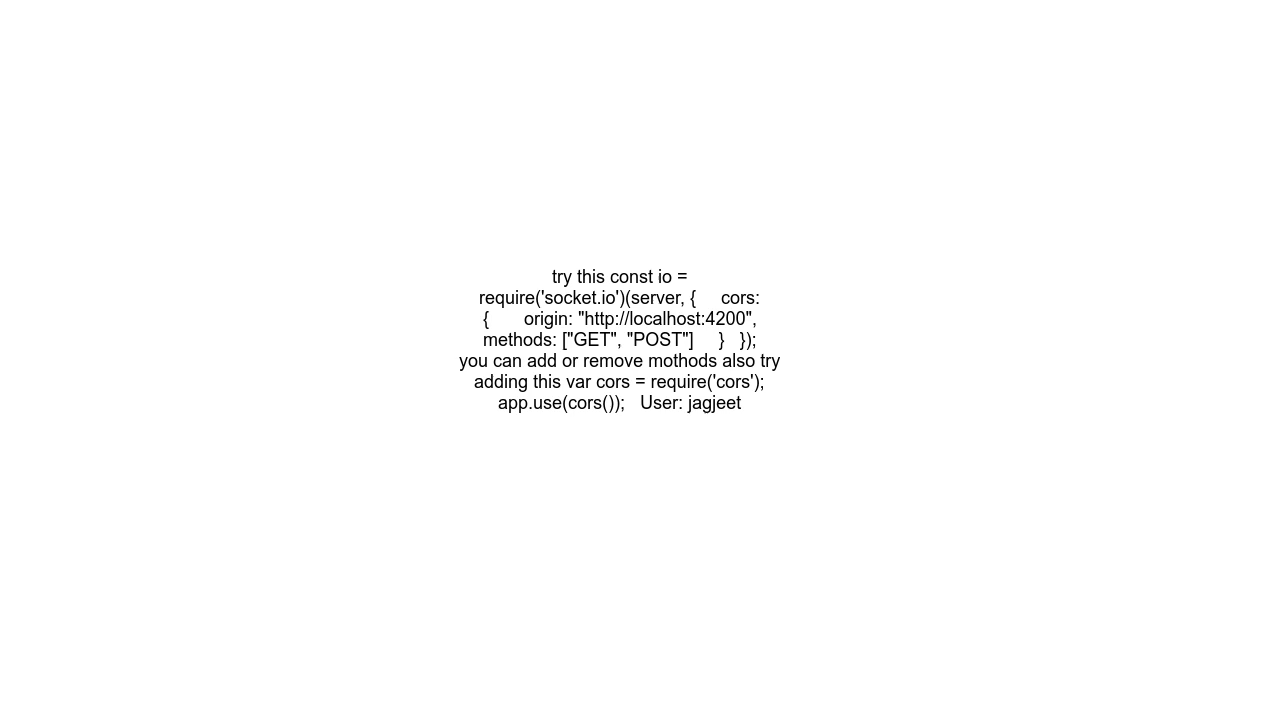 try this const io =
require('socket.io')(server, {     cors:
{       origin: "http://localhost:4200",
methods: ["GET", "POST"]     }   });
you can add or remove mothods also try
adding this var cors = require('cors');
app.use(cors());   User: jagjeet